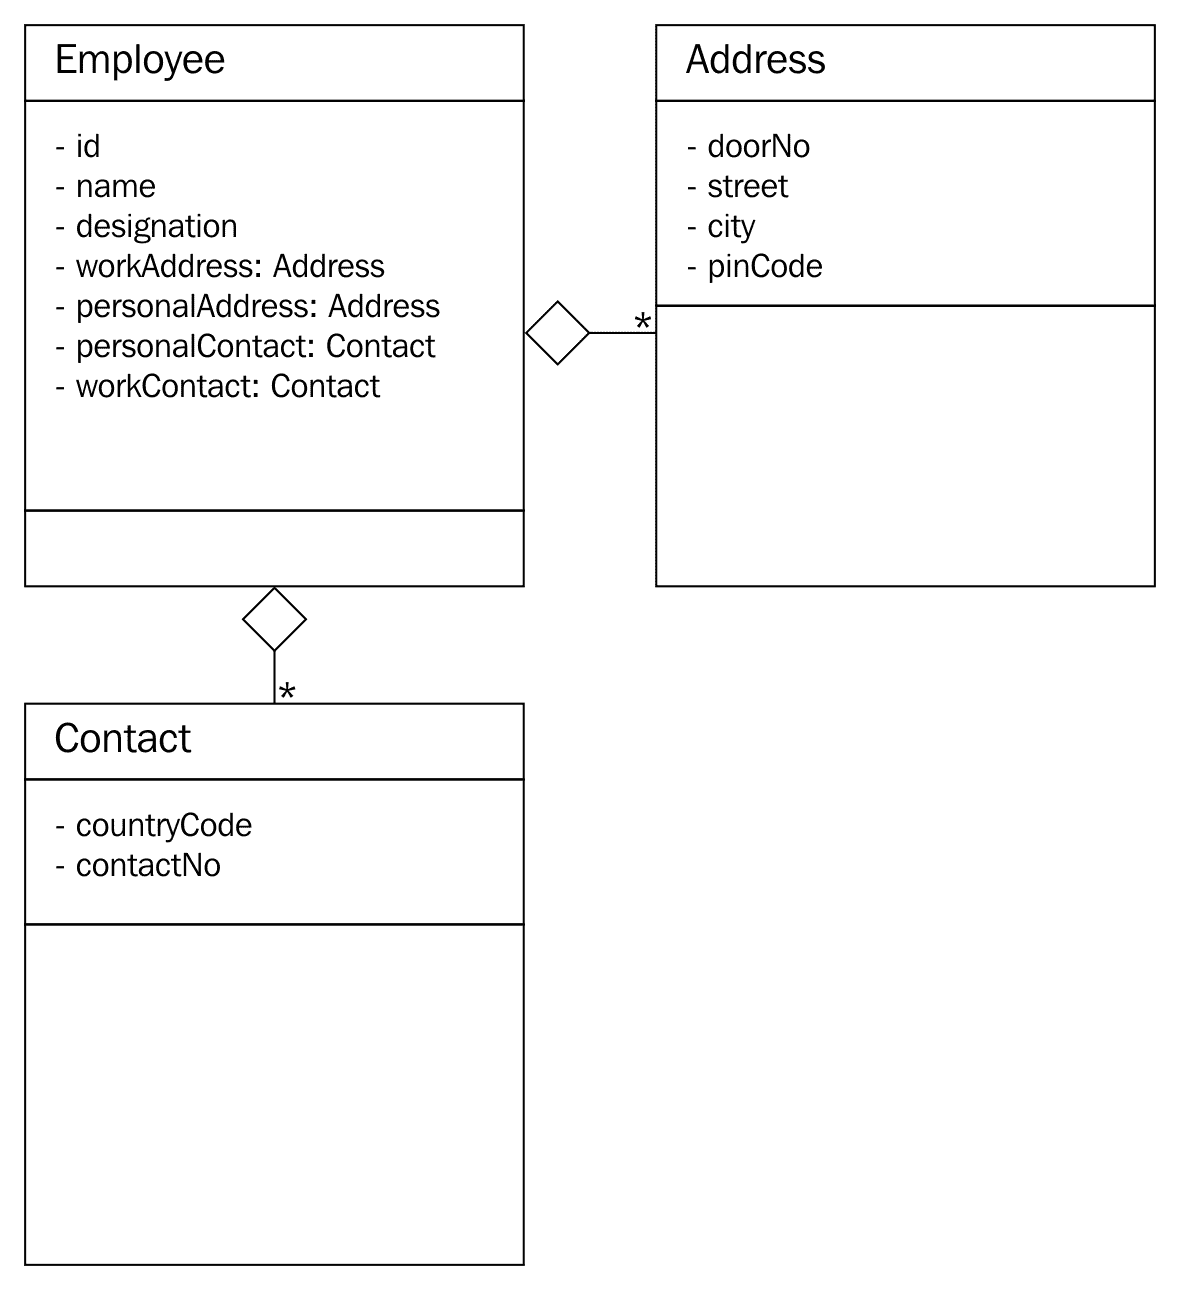 Employee
- id
- name
- designation
- workAddress: Address
- personalAddress: Address
- personalContact: Contact
- workContact: Contact
*
Address
- doorNo
- street
- city
- pinCode
*
Contact
- countryCode
- contactNo